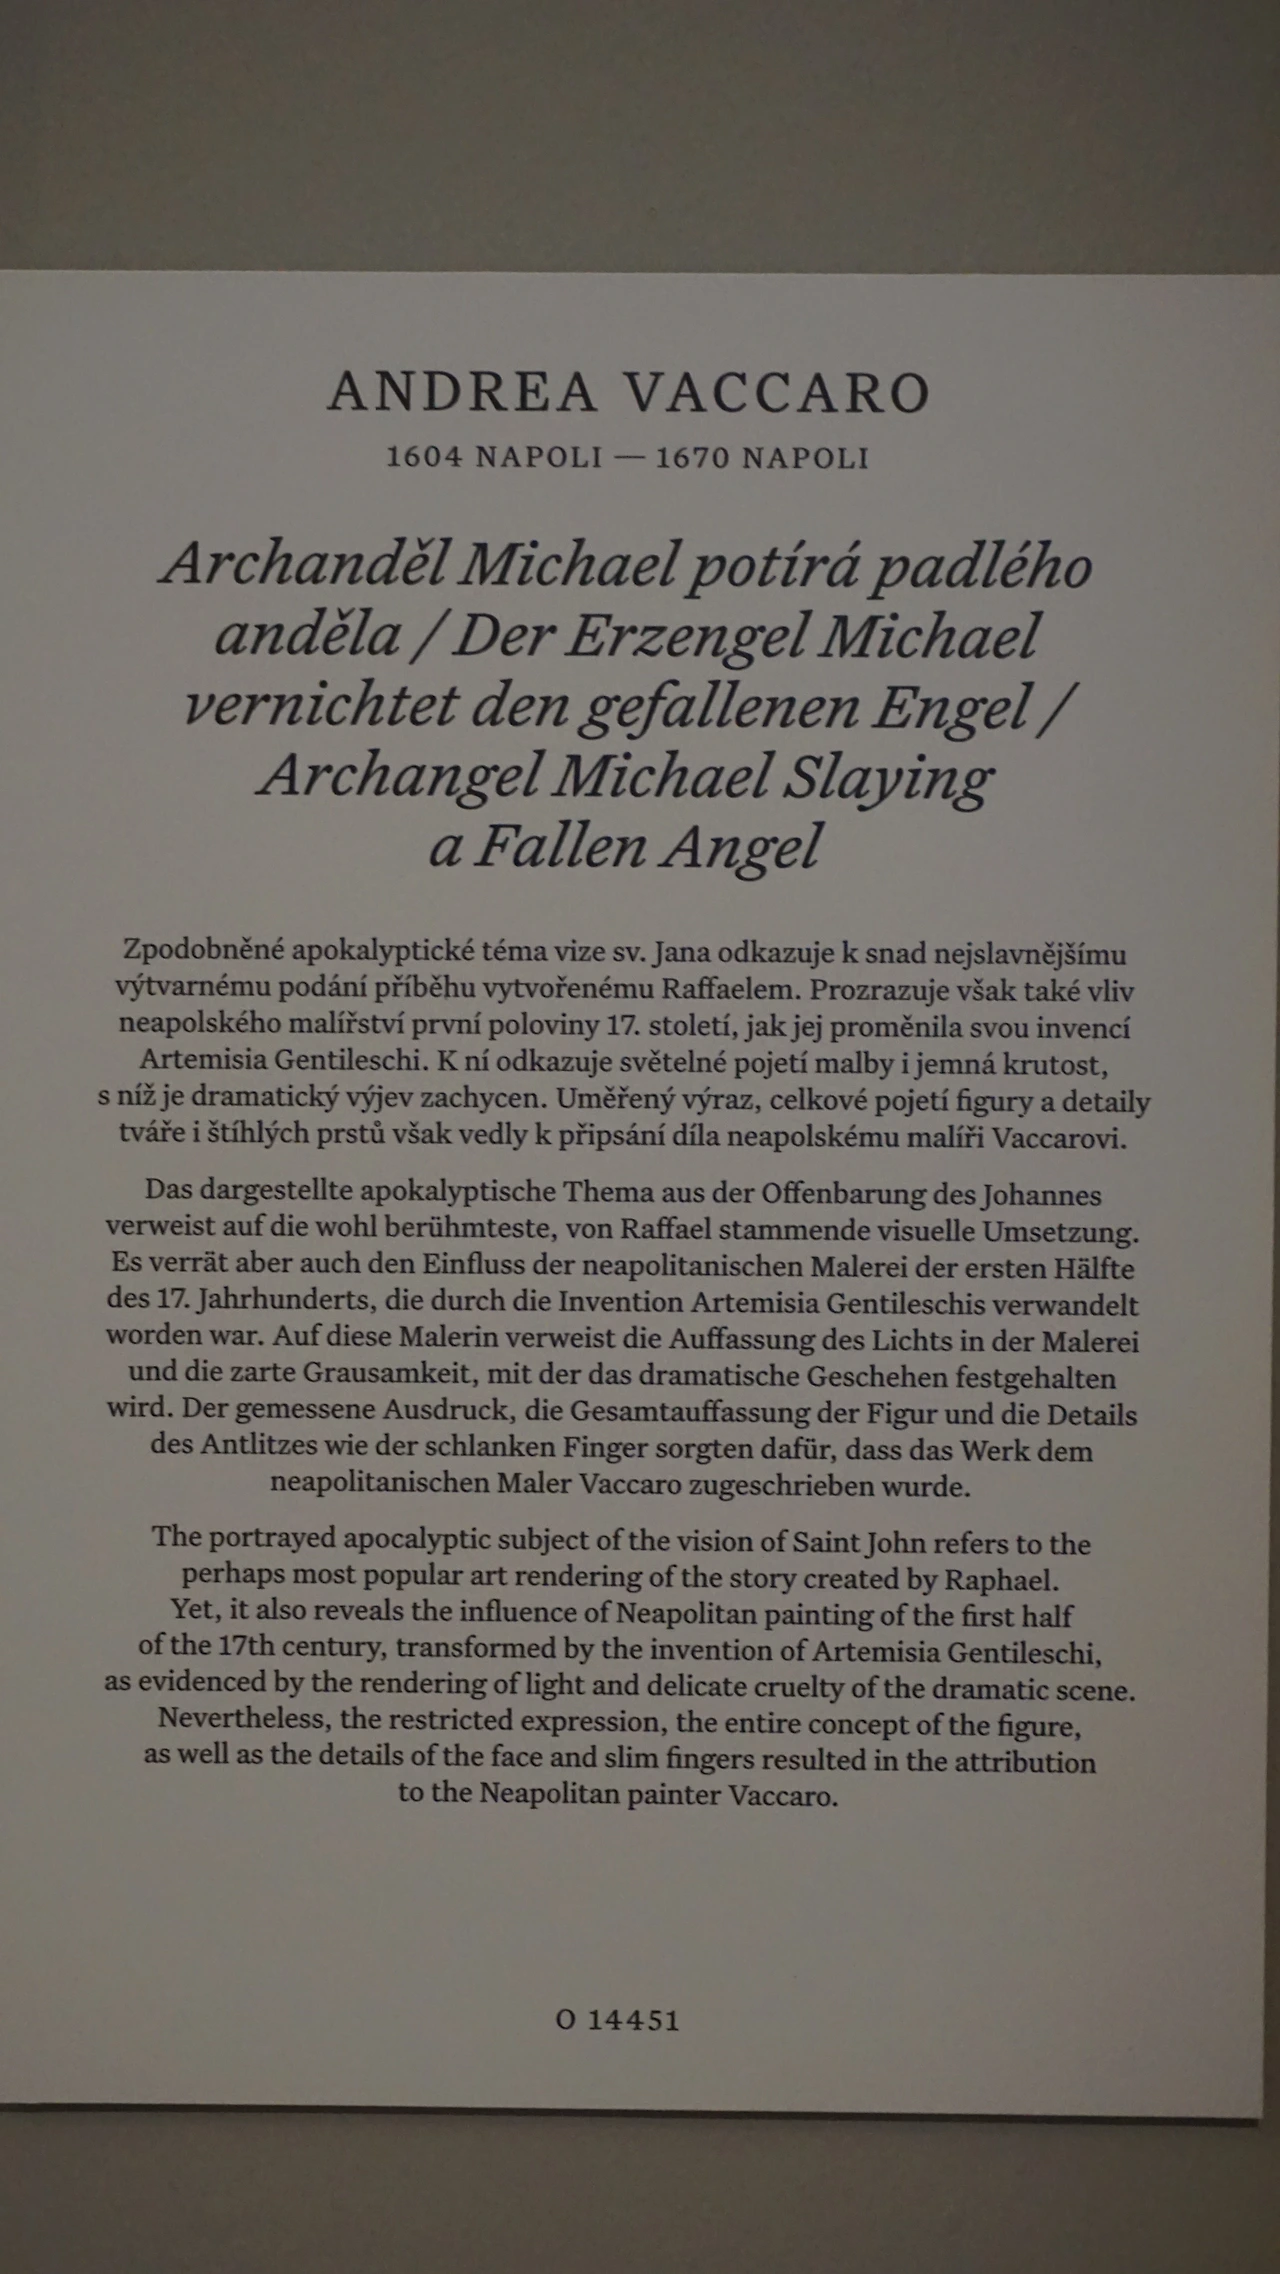 ANDREA VACCARO
1604 NAPOLI — 1670 NAPOLI
Archanděl Michael potírá padlého
anděla / Der Erzengel Michael
vernichtet den gefallenen Engel /
Archangel Michael Slaying
a Fallen Angel
Zpodobněné apokalyptické téma vize sv. Jana odkazuje k snad nejslavnějšímu
výtvarnému podání příběhu vytvořenému Raffaelem. Prozrazuje však také vliv
neapolského malířství první poloviny 17. století, jak jej proměnila svou invencí
Artemisia Gentileschi. K ní odkazuje světelné pojetí malby i jemná krutost,
s níž je dramatický výjev zachycen. Uměřený výraz, celkové pojetí figury a detaily
tváře i štíhlých prstů však vedly k připsání díla neapolskému malíři Vaccarovi.
Das dargestellte apokalyptische Thema aus der Offenbarung des Johannes
verweist auf die wohl berühmteste, von Raffael stammende visuelle Umsetzung.
Es verrät aber auch den Einfluss der neapolitanischen Malerei der ersten Hälfte
des 17. Jahrhunderts, die durch die Invention Artemisia Gentileschis verwandelt
worden war. Auf diese Malerin verweist die Auffassung des Lichts in der Malerei
und die zarte Grausamkeit, mit der das dramatische Geschehen festgehalten
wird. Der gemessene Ausdruck, die Gesamtauffassung der Figur und die Details
des Antlitzes wie der schlanken Finger sorgten dafür, dass das Werk dem
neapolitanischen Maler Vaccaro zugeschrieben wurde.
The portrayed apocalyptic subject of the vision of Saint John refers to the
perhaps most popular art rendering of the story created by Raphael.
Yet, it also reveals the influence of Neapolitan painting of the first half
of the 17th century, transformed by the invention of Artemisia Gentileschi,
as evidenced by the rendering of light and delicate cruelty of the dramatic scene.
Nevertheless, the restricted expression, the entire concept of the figure,
as well as the details of the face and slim fingers resulted in the attribution
to the Neapolitan painter Vaccaro.
O 14451